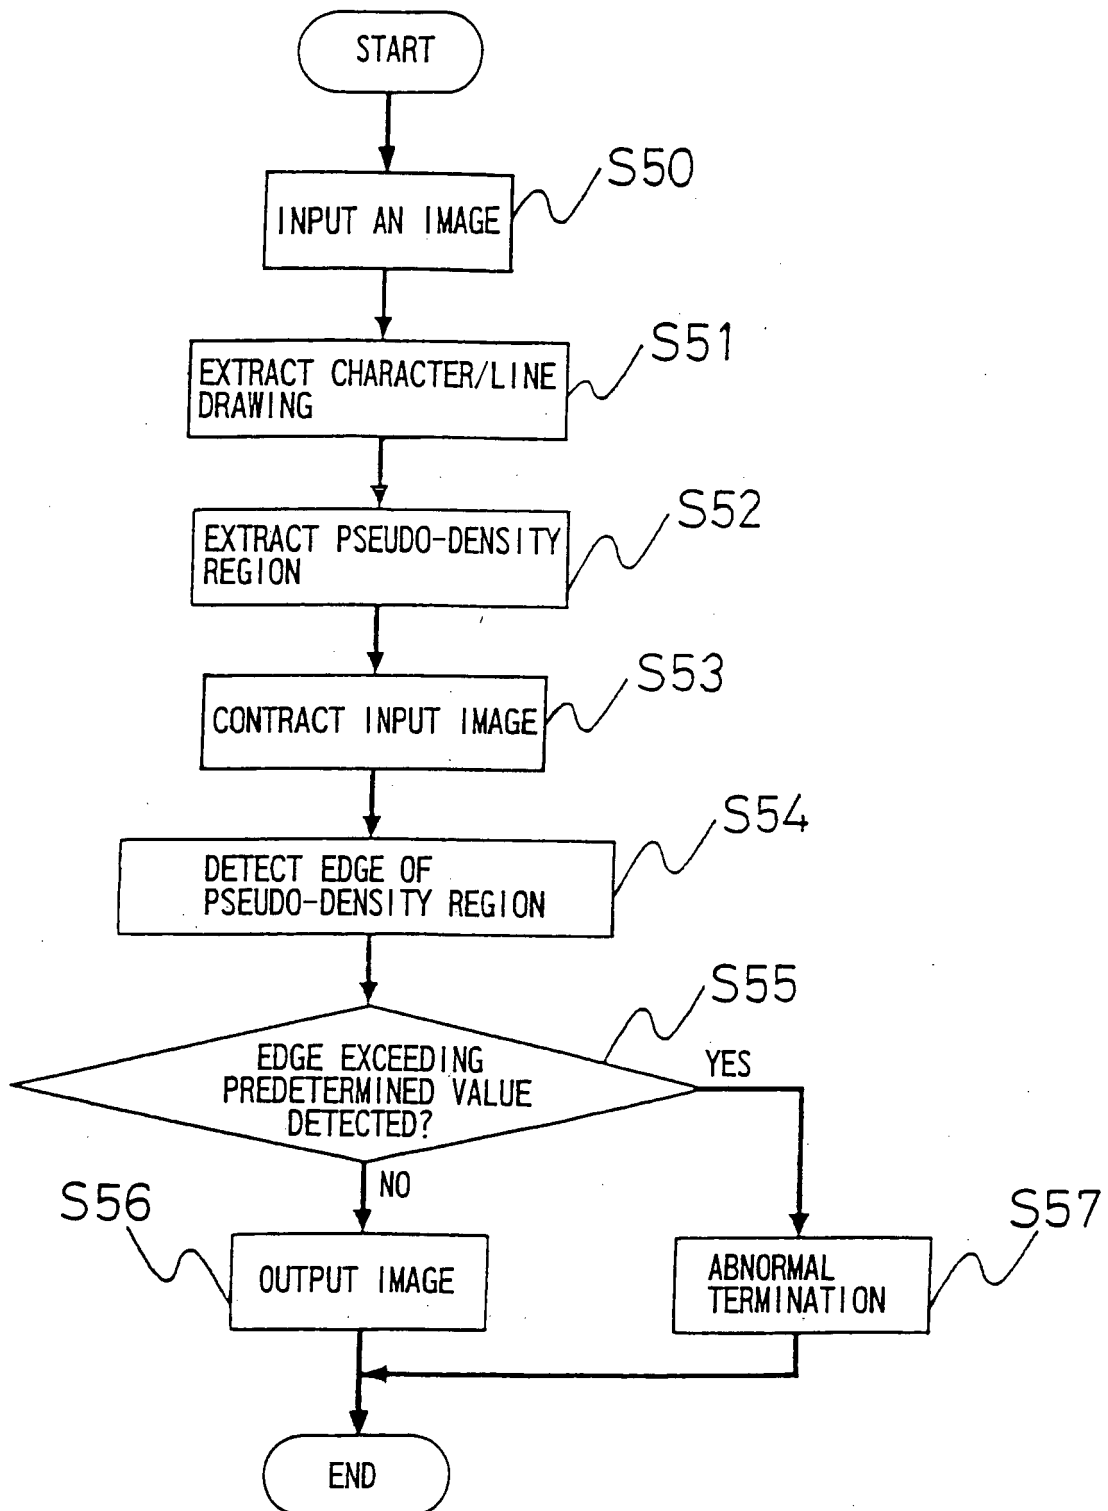 START
S50
INPUT AN IMAGE
S51
EXTRACT CHARACTER/LINE
DRAWING
S52
EXTRACT PSEUDO-DENSITY
REGION
S53
CONTRACT INPUT IMAGE
S54
DETECT EDGE OF
PSEUDO-DENSITY REGION
S55
EDGE EXCEEDING
PREDETERMINED VALUE
DETECTED?
YES
NO
S56
OUTPUT IMAGE
S57
ABNORMAL
TERMINATION
END